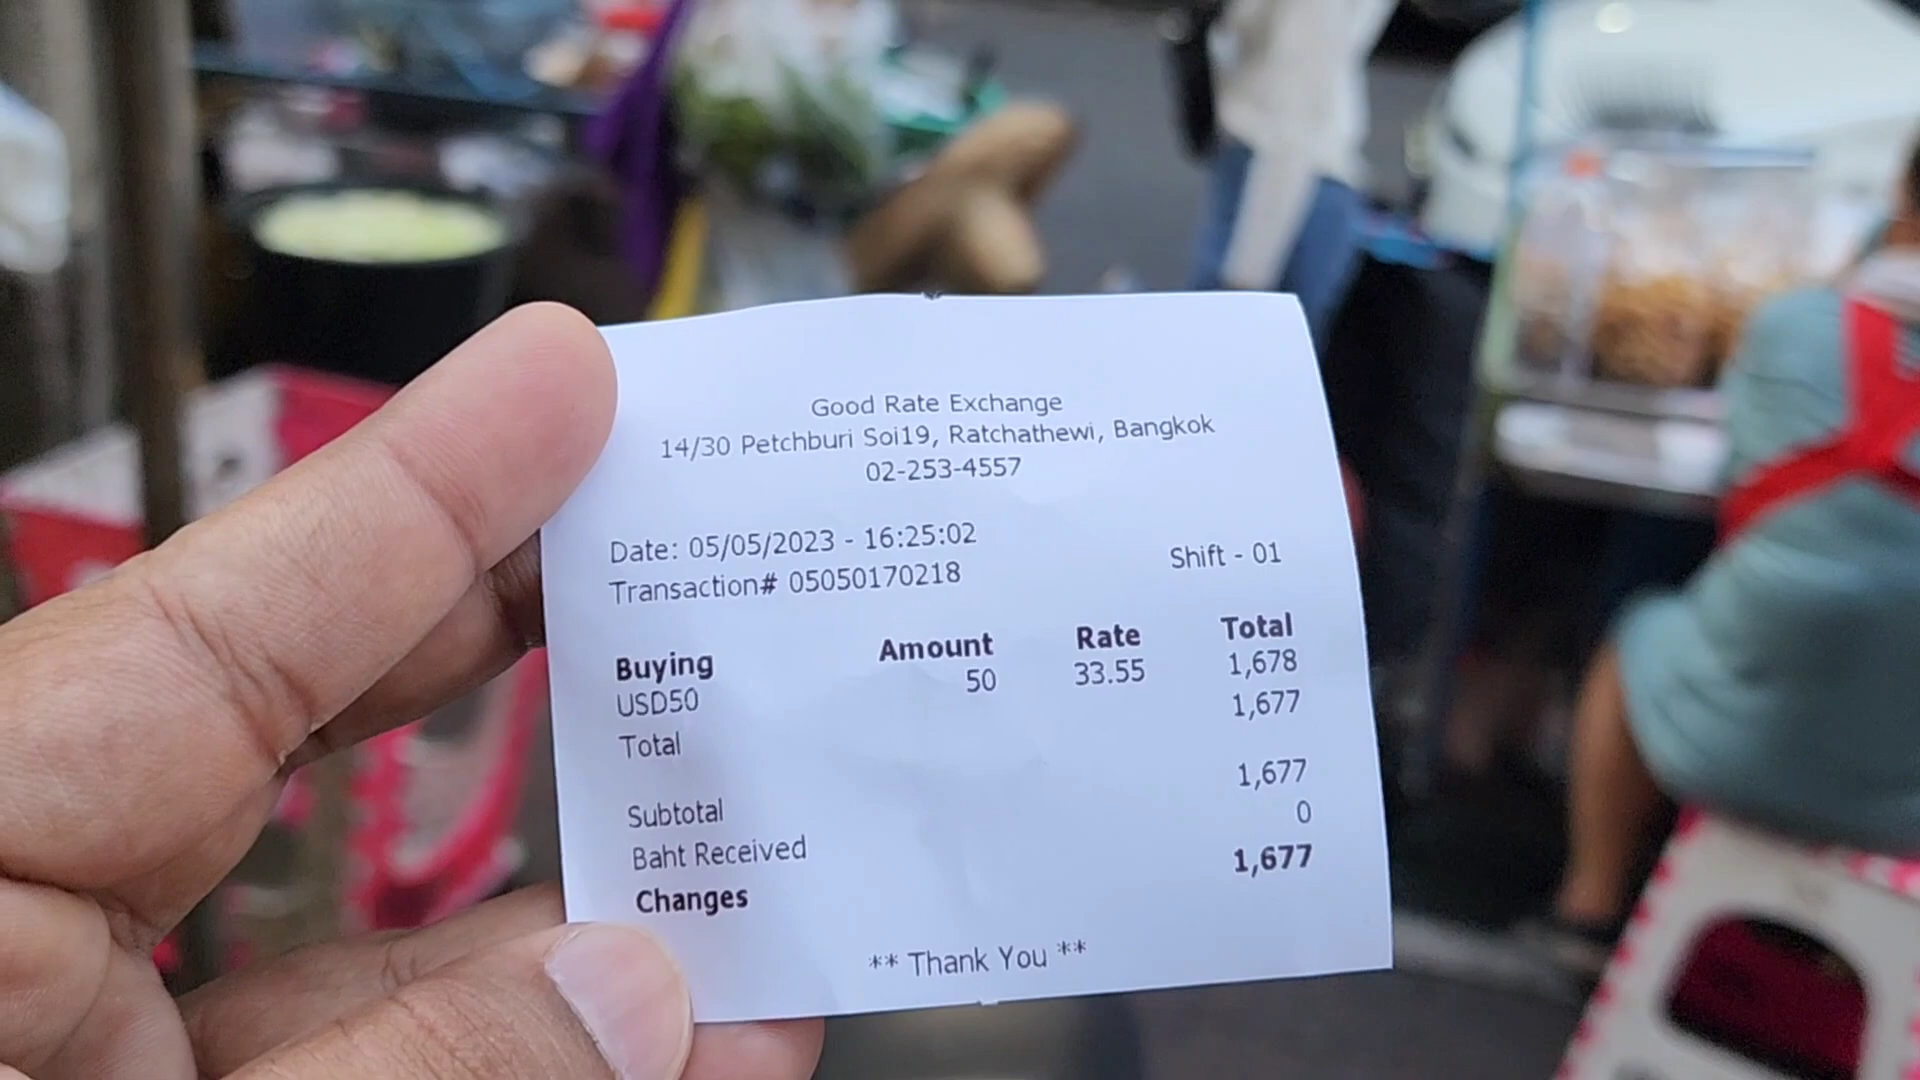 Good Rate Exchange
14/30 Petchburi Soi19, Ratchathewi, Bangkok
02-253-4557
Date: 05/05/2023 - 16:25:02
Transaction# 05050170218 Shift - 01
Buying Amount Rate Total
USD50 50 33.55 1,678
Total 1,677
Subtotal 1,677
Baht Received 0
Changes 1,677
** Thank You **